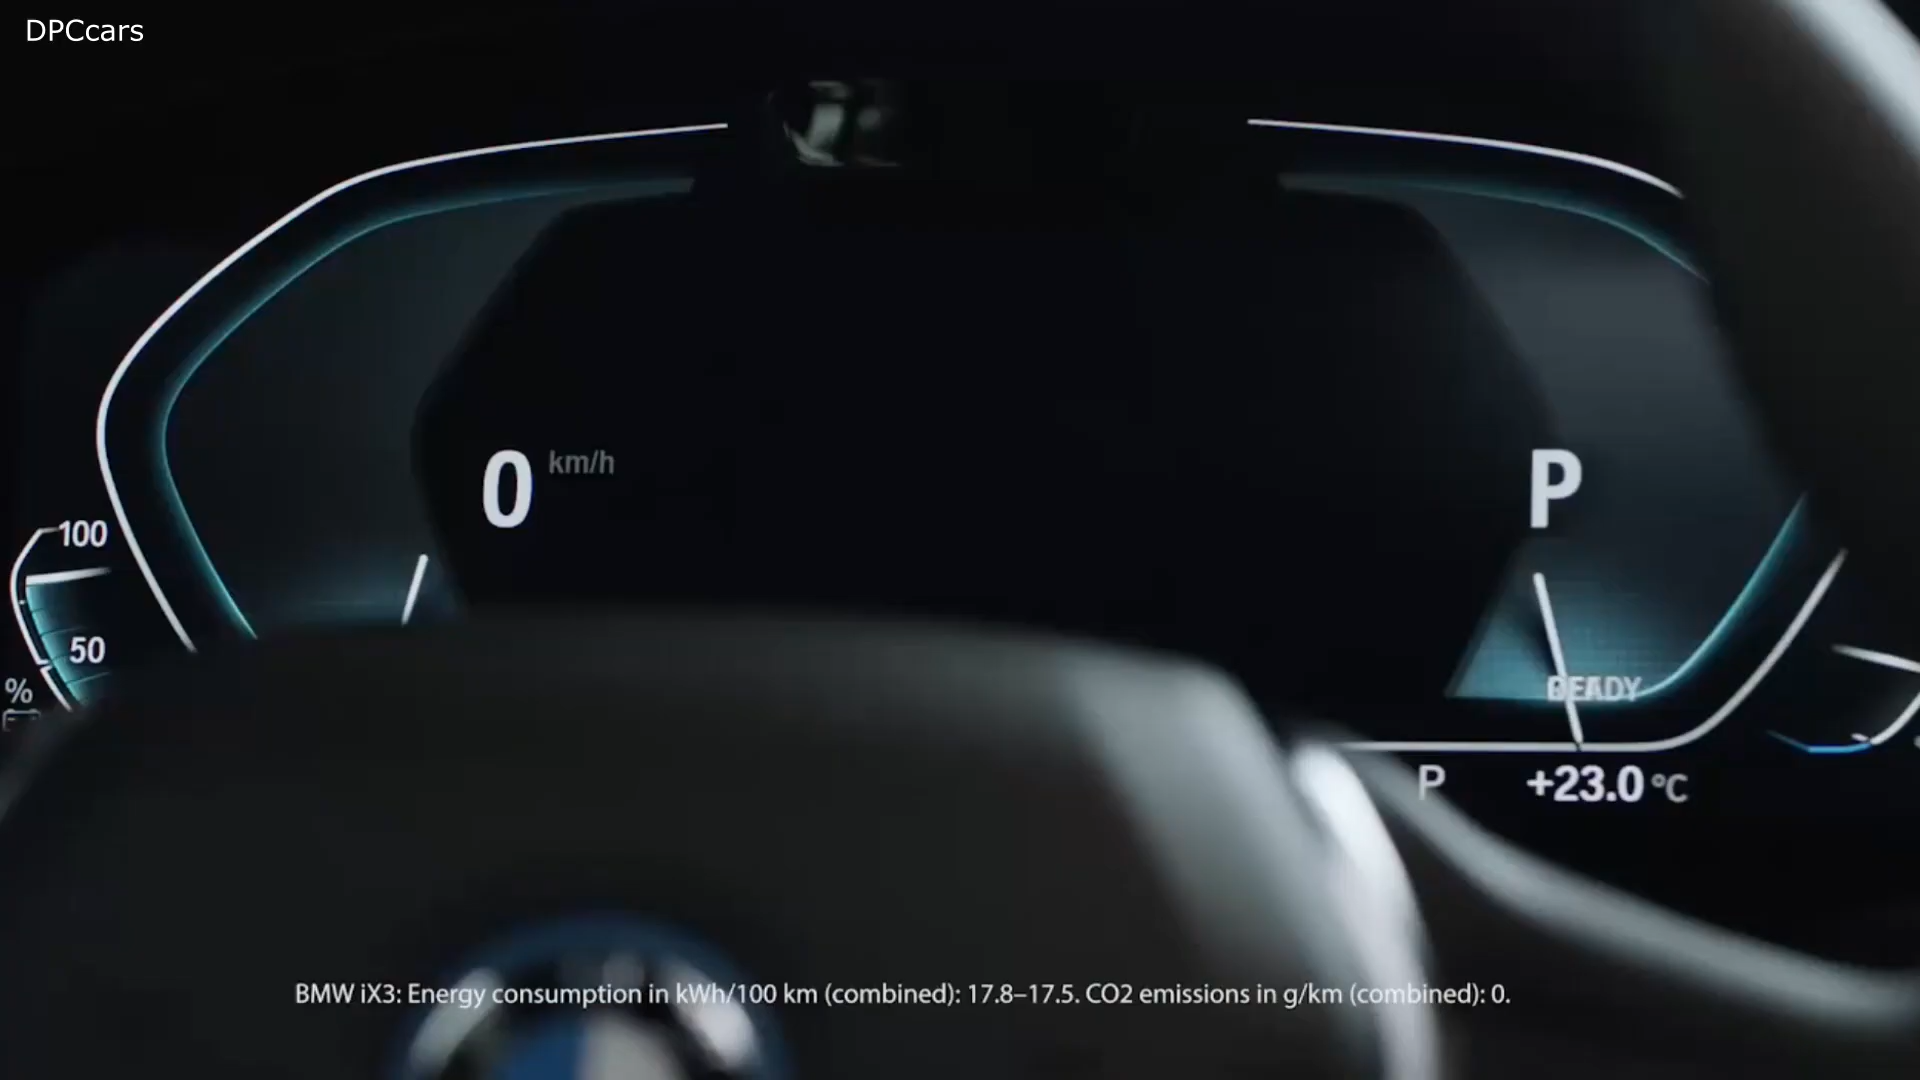 DPCcars
0 km/h
P
100
50
%
P +23.0 °C
BMW iX3: Energy consumption in kWh/100 km (combined): 17.8–17.5. CO2 emissions in g/km (combined): 0.